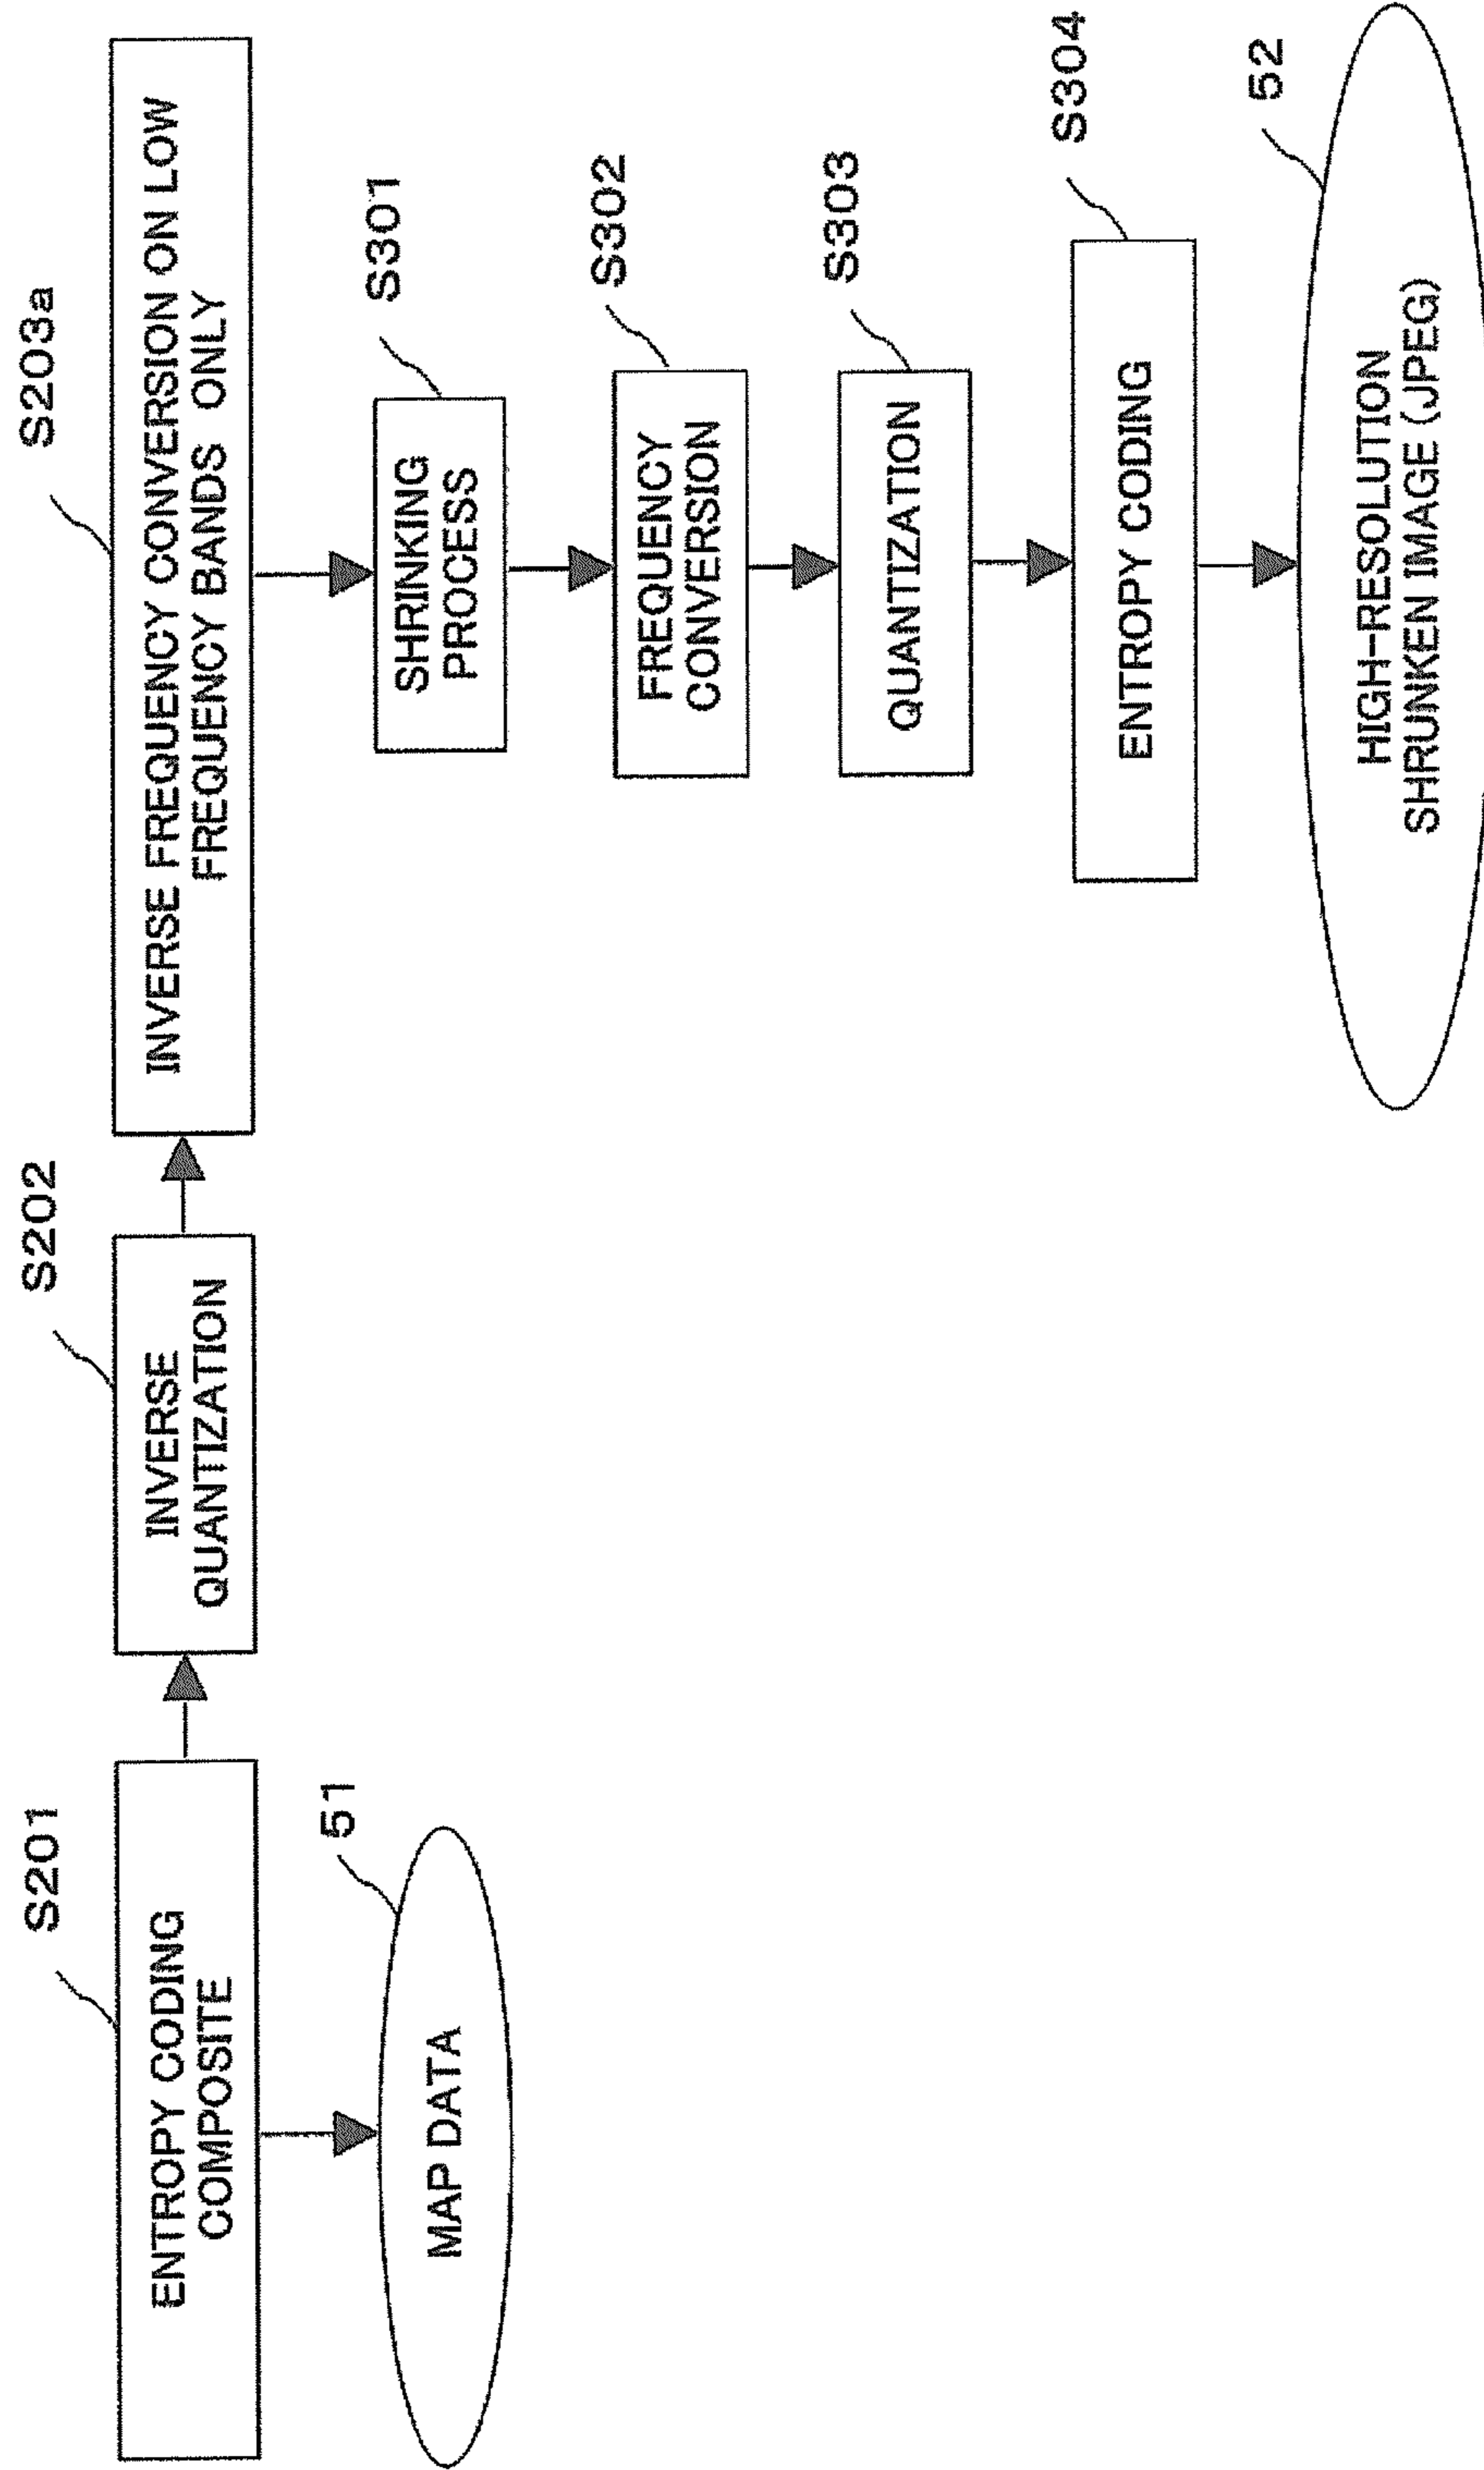 S201
ENTROPY CODING
COMPOSITE
51
MAP DATA
S202
INVERSE
QUANTIZATION
S203a
INVERSE FREQUENCY CONVERSION ON LOW
FREQUENCY BANDS ONLY
S301
SHRINKING
PROCESS
S302
FREQUENCY
CONVERSION
S303
QUANTIZATION
S304
ENTROPY CODING
52
HIGH-RESOLUTION
SHRUNKEN IMAGE (JPEG)